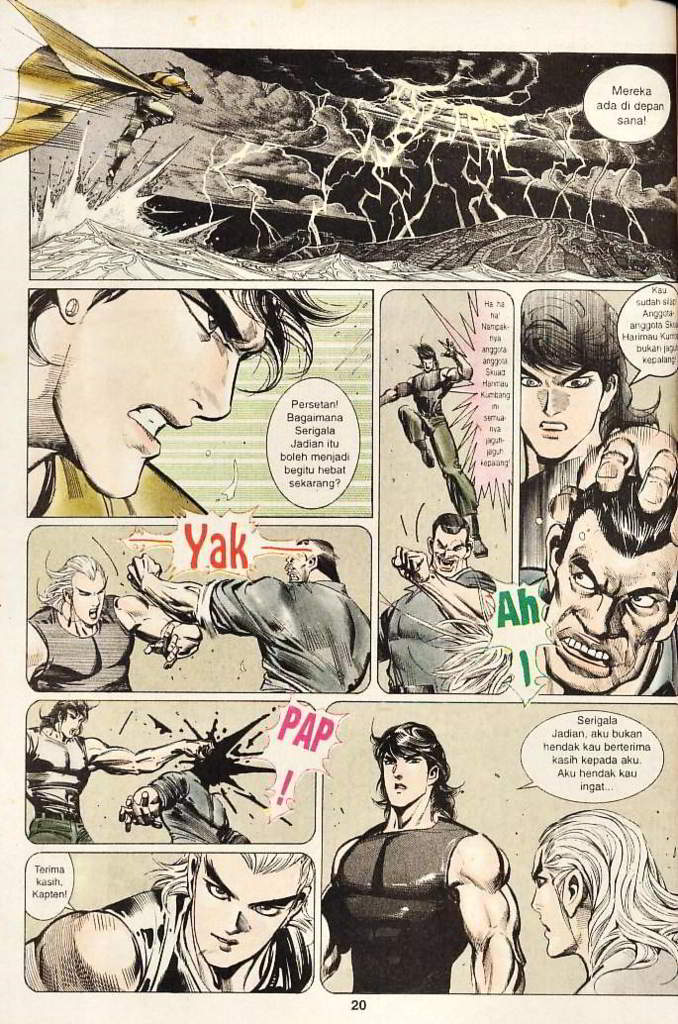 Mereka
ada di depan
sana!
Persetan!
Bagaimana
Serigala
Jadian itu
boleh menjadi
begitu hebat
sekarang?
Ha ha
ha!
Nampak-
nya
anggota-
anggota
Skuad
Harimau
Kumbang
ini
semua-
nya
jaguh-
jaguh
kepalang!
Kau
sudah silap
Anggota-
anggota Skuad
Harimau Kumbang
bukan jaguh
kepalang!
Yak
Ah
!
PAP
!
Serigala
Jadian, aku bukan
hendak kau berterima
kasih kepada aku.
Aku hendak kau
ingat...
Terima
kasih,
Kapten!
20